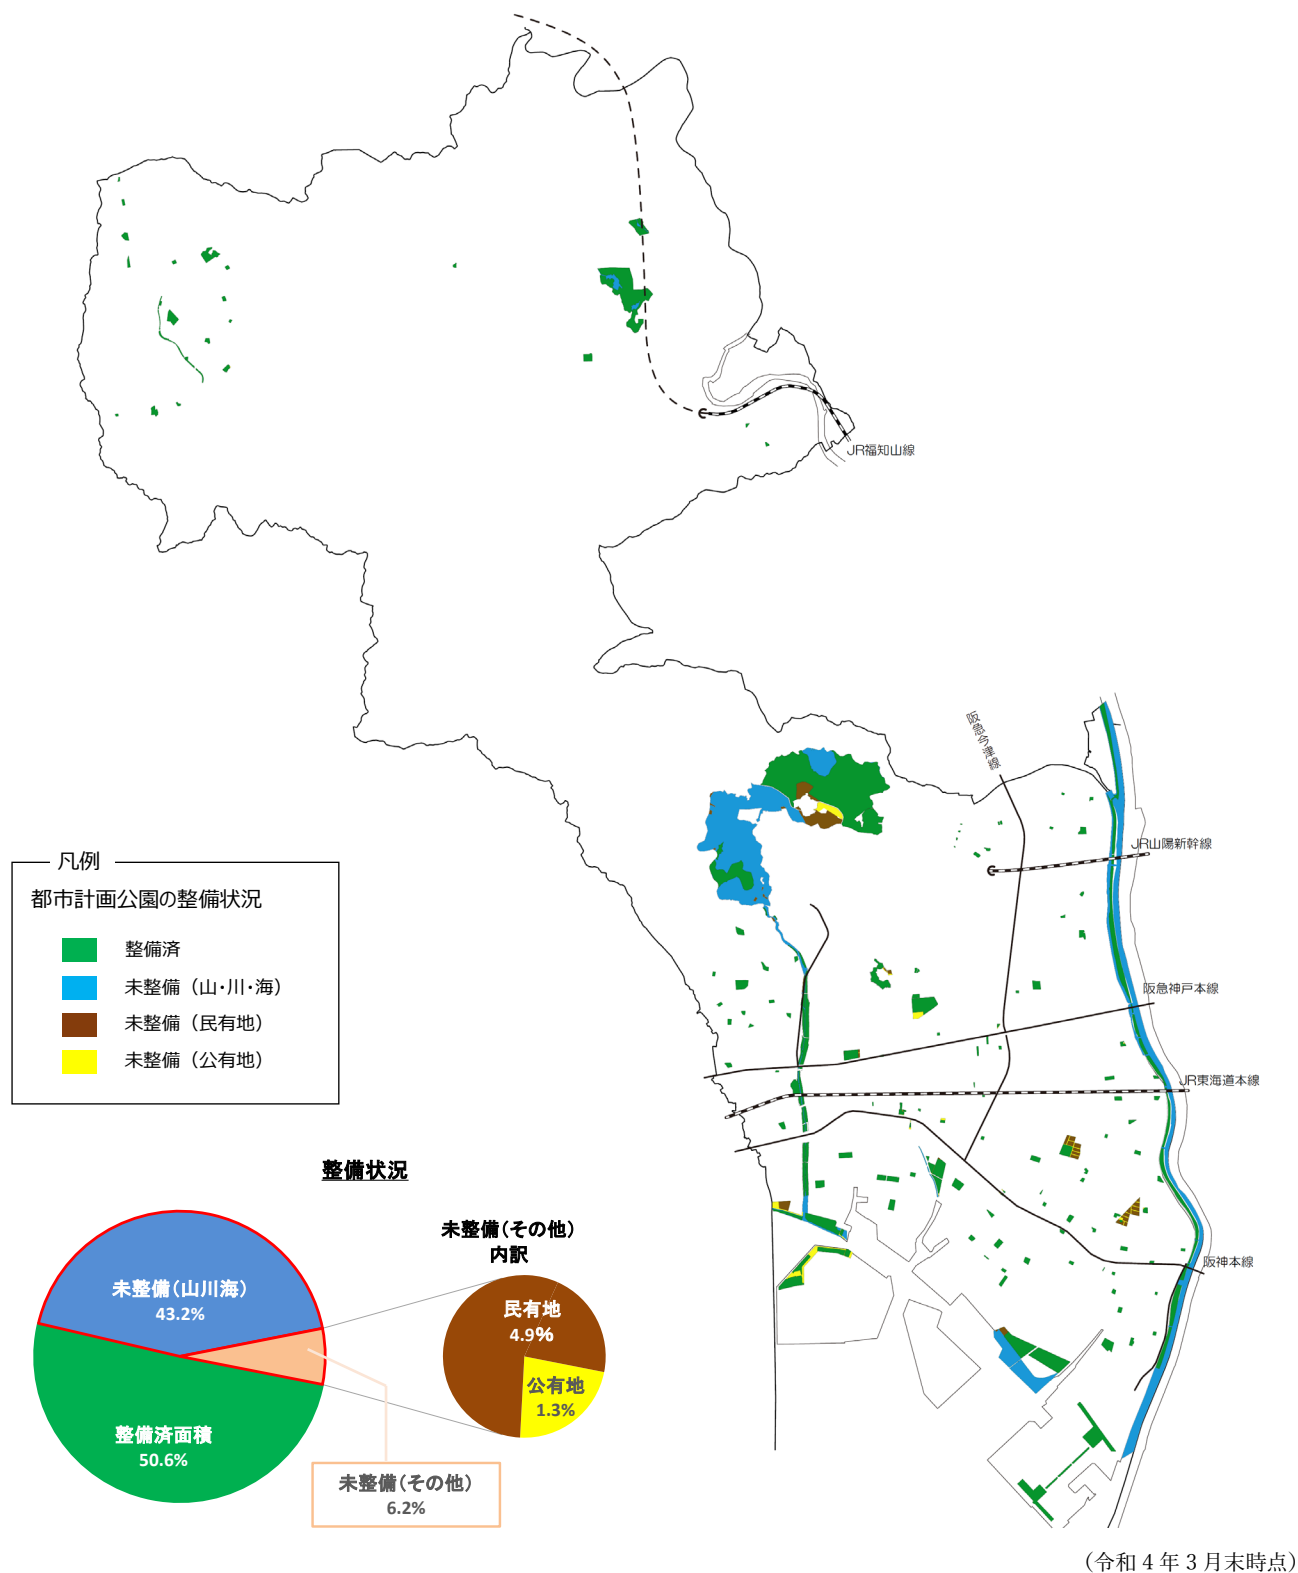 JR福知山線
阪急今津線
JR山陽新幹線
凡例
都市計画公園の整備状況
整備済
未整備（山・川・海）
未整備（民有地）
未整備（公有地）
阪急神戸本線
JR東海道本線
阪神本線
整備状況
未整備（山川海）
43.2%
整備済面積
50.6%
未整備（その他）
6.2%
未整備（その他）
内訳
民有地
4.9%
公有地
1.3%
（令和４年３月末時点）